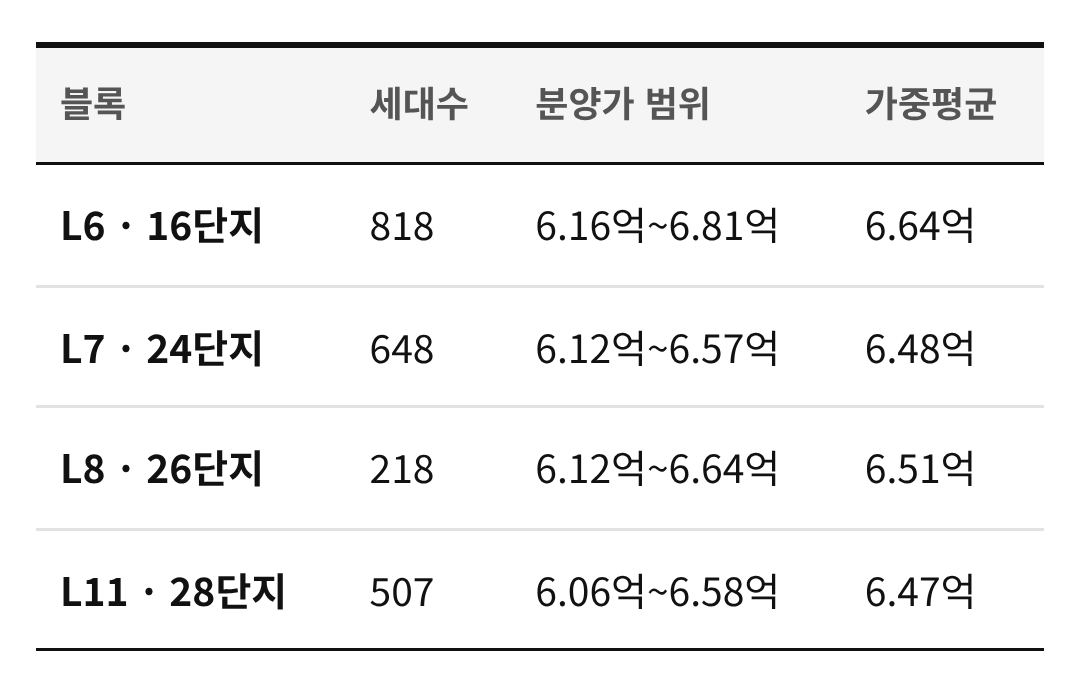 블록 세대수 분양가 범위 가중평균
L6 · 16단지 818 6.16억~6.81억 6.64억
L7 · 24단지 648 6.12억~6.57억 6.48억
L8 · 26단지 218 6.12억~6.64억 6.51억
L11 · 28단지 507 6.06억~6.58억 6.47억